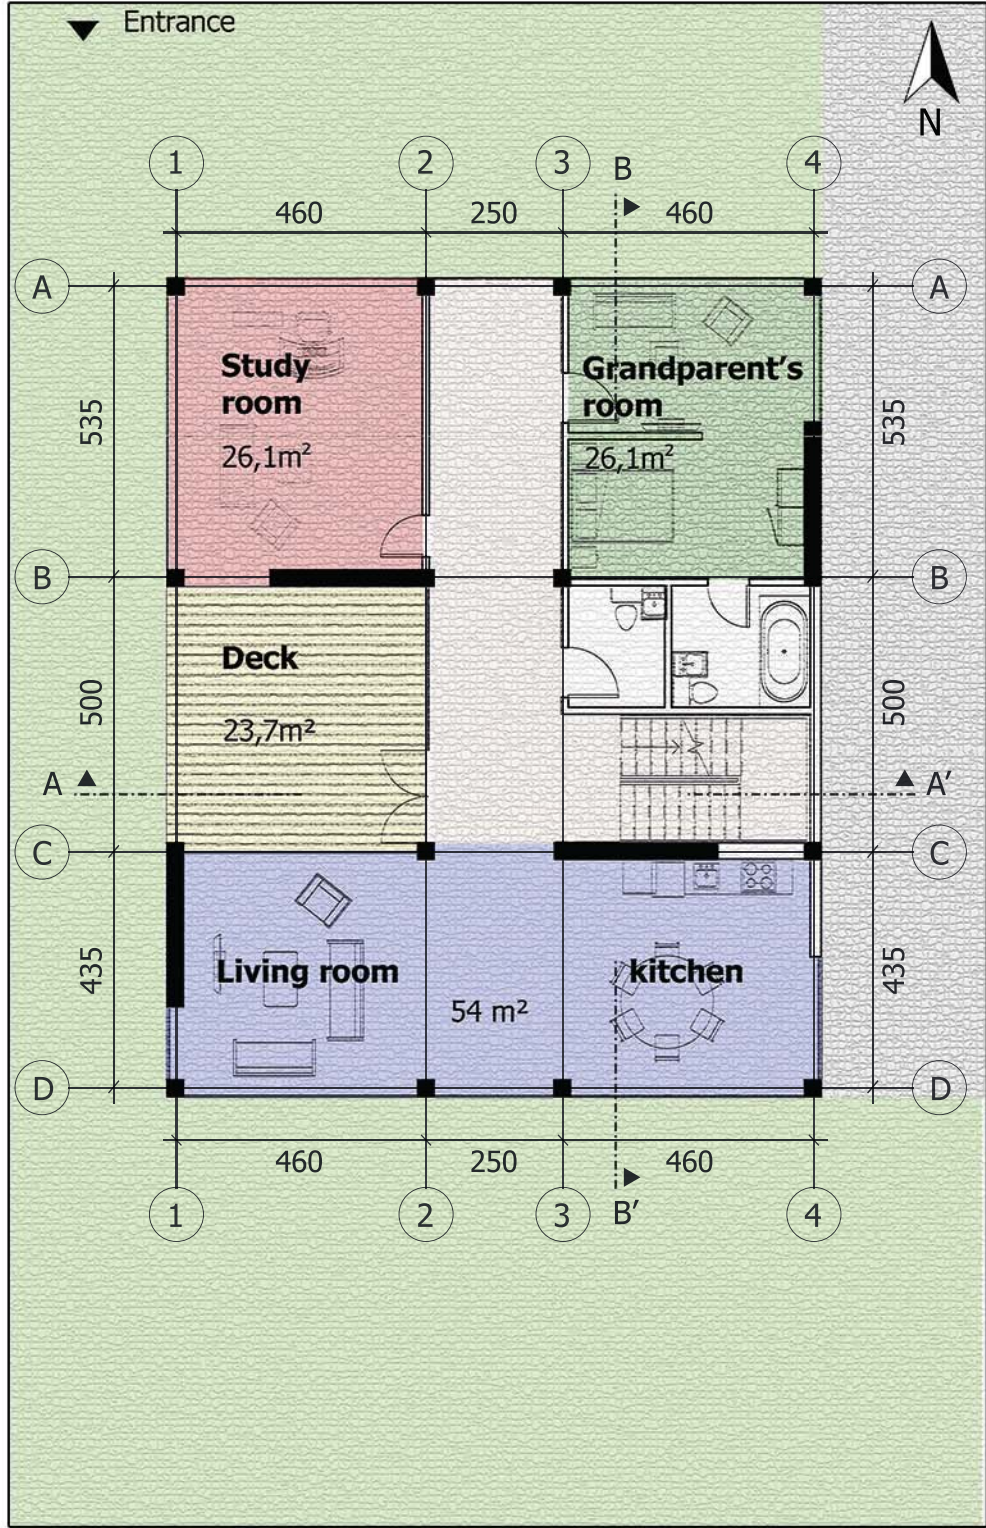 Entrance
N
1 2 3 4
B
460 250 460
A A
Study
room
26,1m²
Grandparent's
room
26,1m²
535 535
B B
Deck
23,7m²
500 500
A A'
C C
Living room
kitchen
54 m²
435 435
D D
460 250 460
B'
1 2 3 4